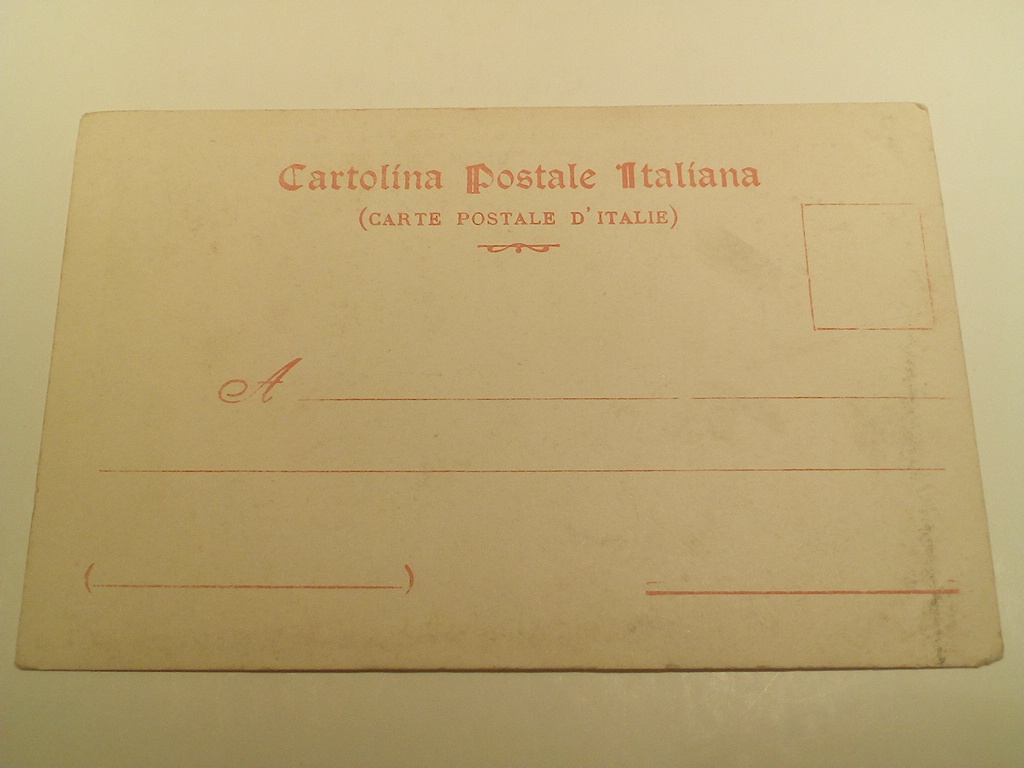 Cartolina Postale Italiana
(CARTE POSTALE D'ITALIE)
A
( )